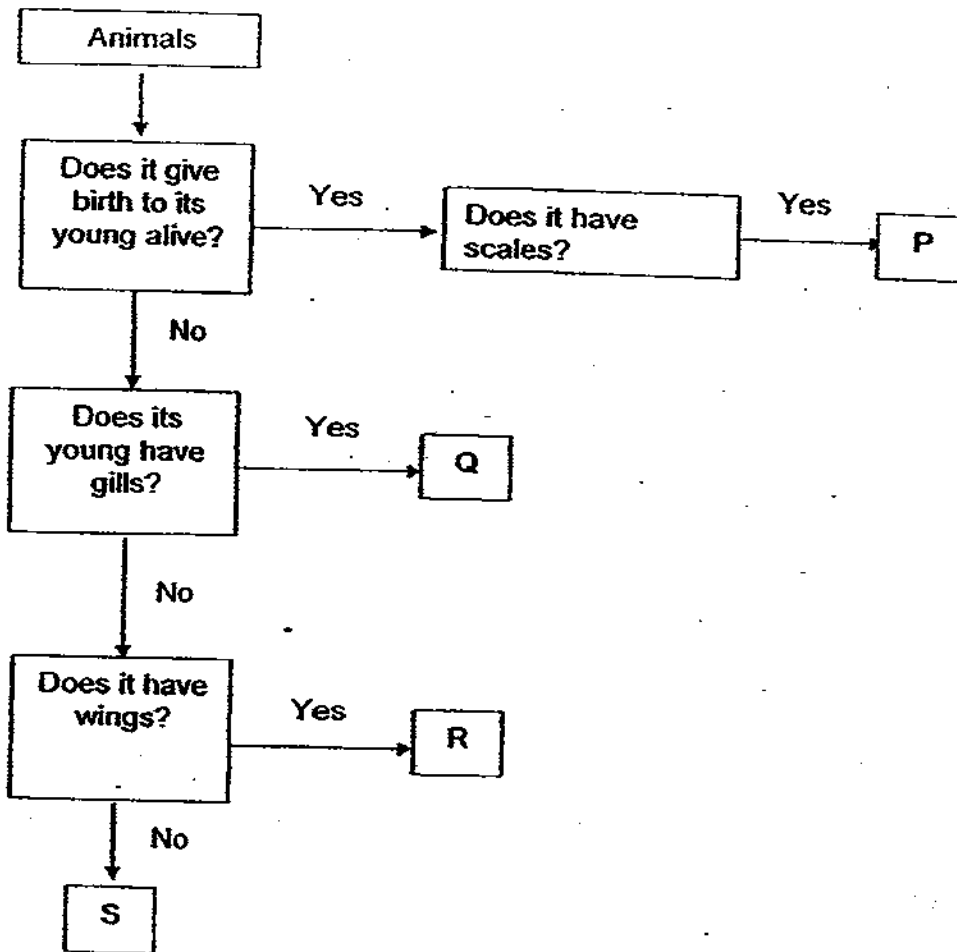 Animals
Does it give
birth to its
young alive?
Yes
Does it have
scales?
Yes
P
No
Does its
young have
gills?
Yes
Q
No
Does it have
wings?
Yes
R
No
S